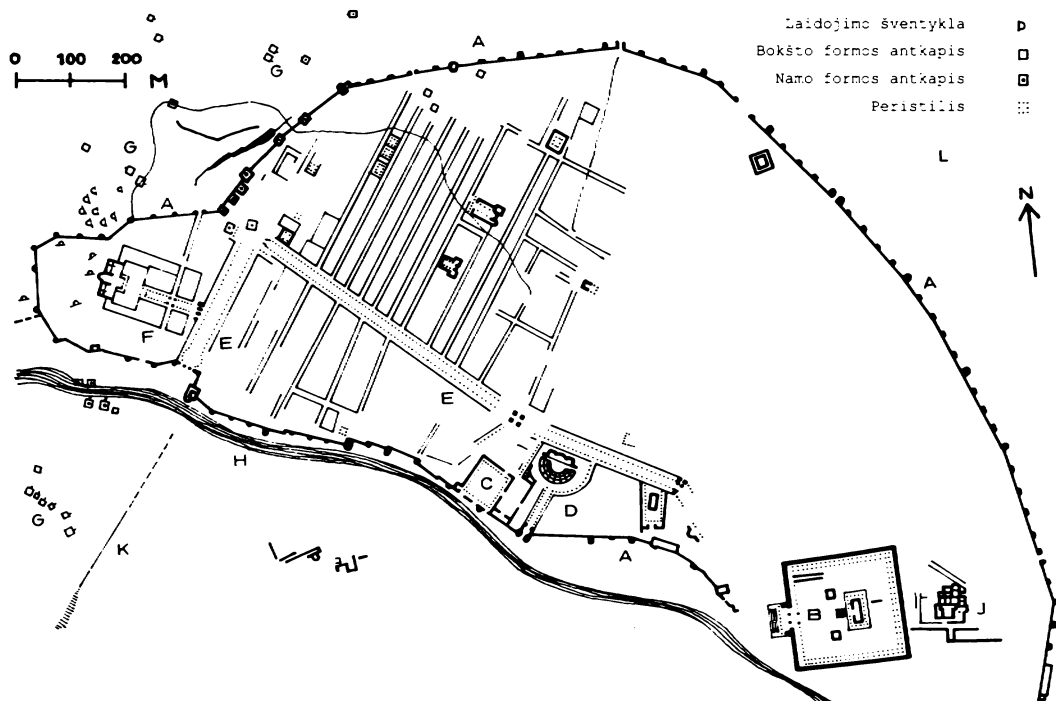 Laidojimo šventykla
Bokšto formos antkapis
Namo formos antkapis
Peristilis
0 100 200
M
A
G
L
N
G
A
A
F
E
E
H
C
D
G
K
A
B
J